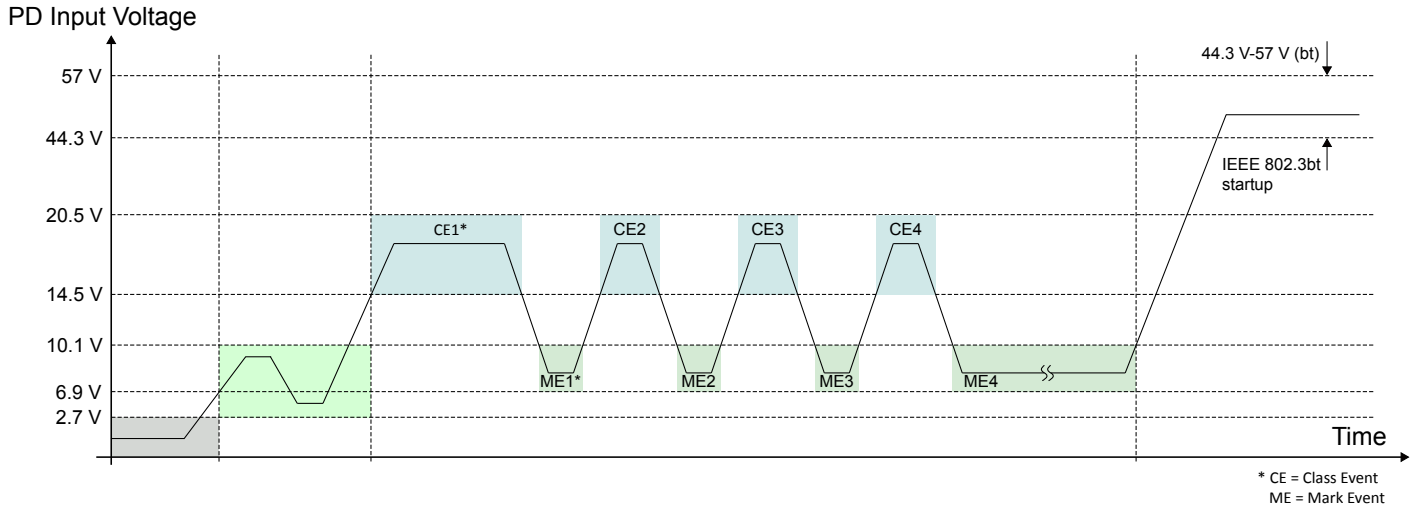 PD Input Voltage
44.3 V-57 V (bt)
57 V
44.3 V
IEEE 802.3bt
startup
20.5 V
CE1*
CE2
CE3
CE4
14.5 V
10.1 V
ME1*
ME2
ME3
ME4
6.9 V
2.7 V
Time
* CE = Class Event
ME = Mark Event